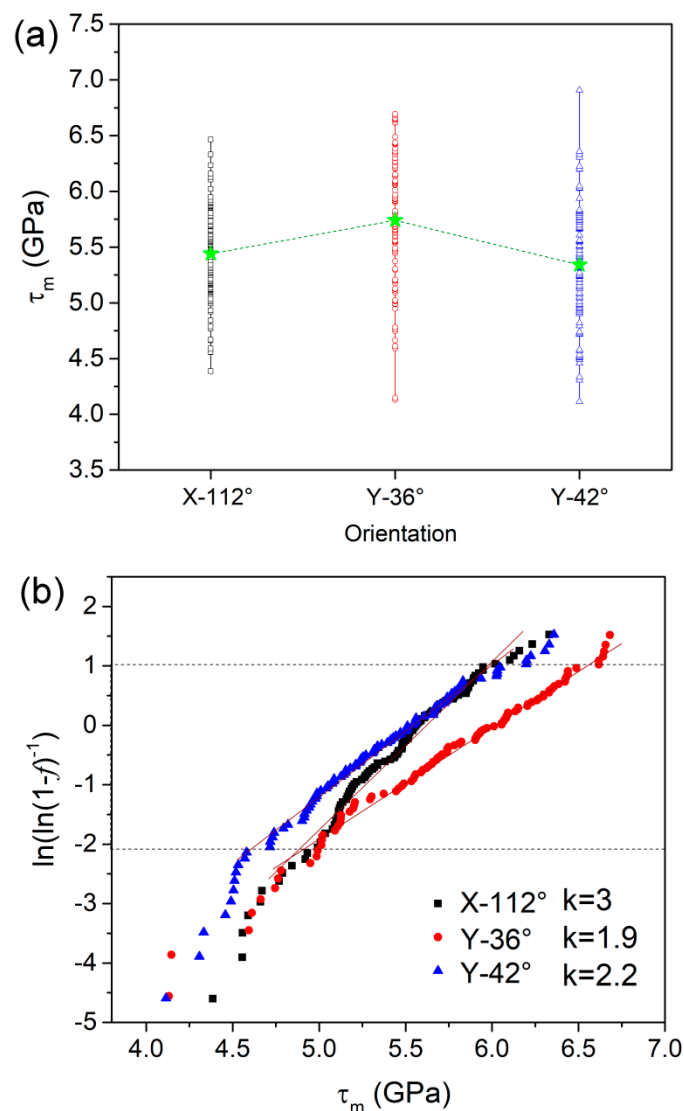 (a)
7.5
7.0
6.5
6.0
5.5
5.0
4.5
4.0
3.5
τm (GPa)
X-112° Y-36° Y-42°
Orientation
(b)
2
1
0
-1
-2
-3
-4
-5
ln(ln(1-f)⁻¹)
X-112° k=3
Y-36° k=1.9
Y-42° k=2.2
4.0 4.5 5.0 5.5 6.0 6.5 7.0
τm (GPa)